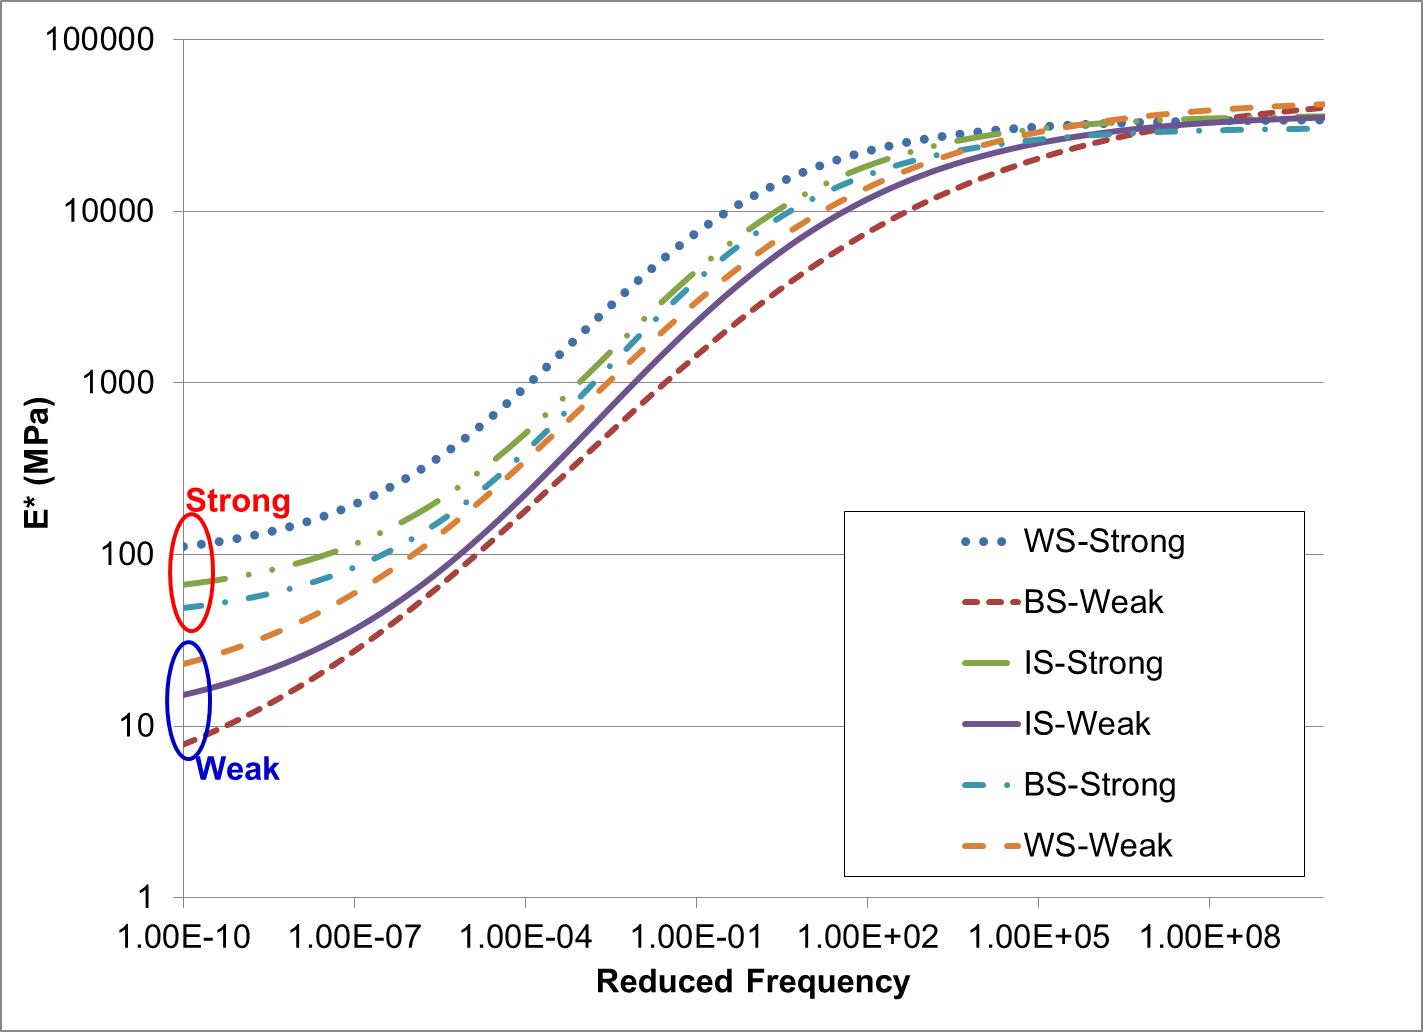 100000
10000
1000
100
10
1
E* (MPa)
Strong
Weak
WS-Strong
BS-Weak
IS-Strong
IS-Weak
BS-Strong
WS-Weak
1.00E-10 1.00E-07 1.00E-04 1.00E-01 1.00E+02 1.00E+05 1.00E+08
Reduced Frequency